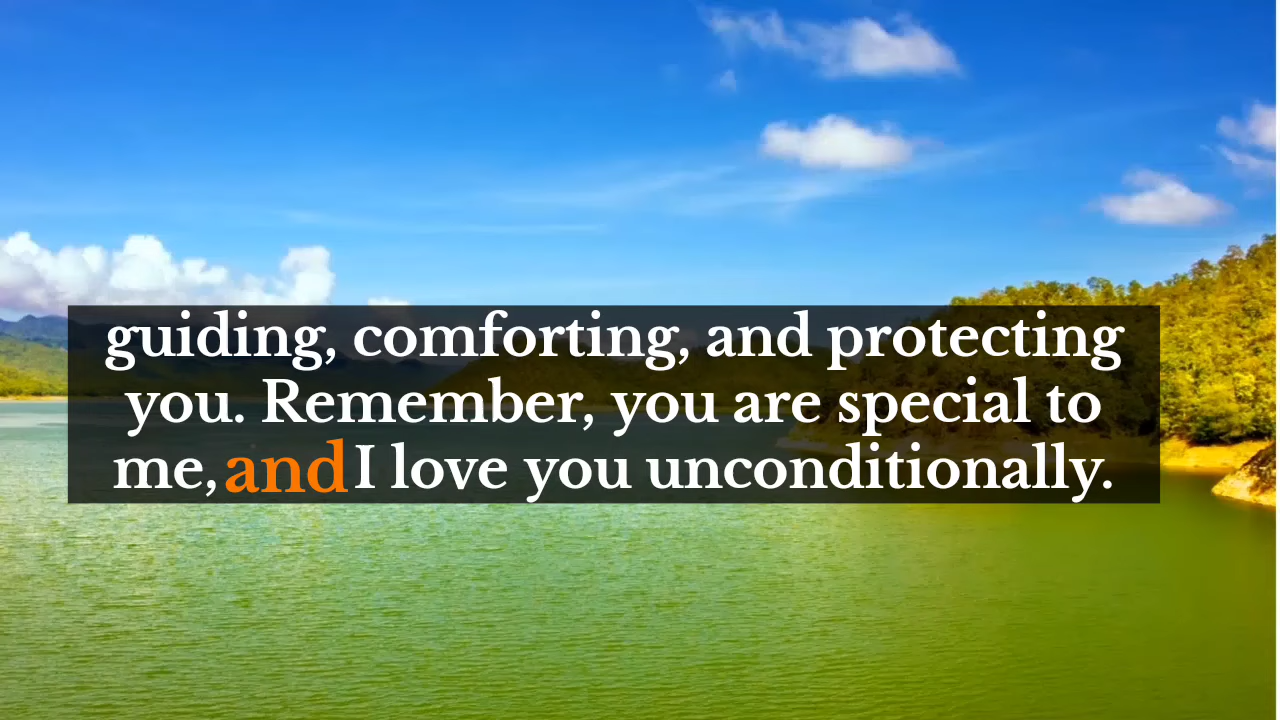 guiding, comforting, and protecting
you. Remember, you are special to
me, and I love you unconditionally.